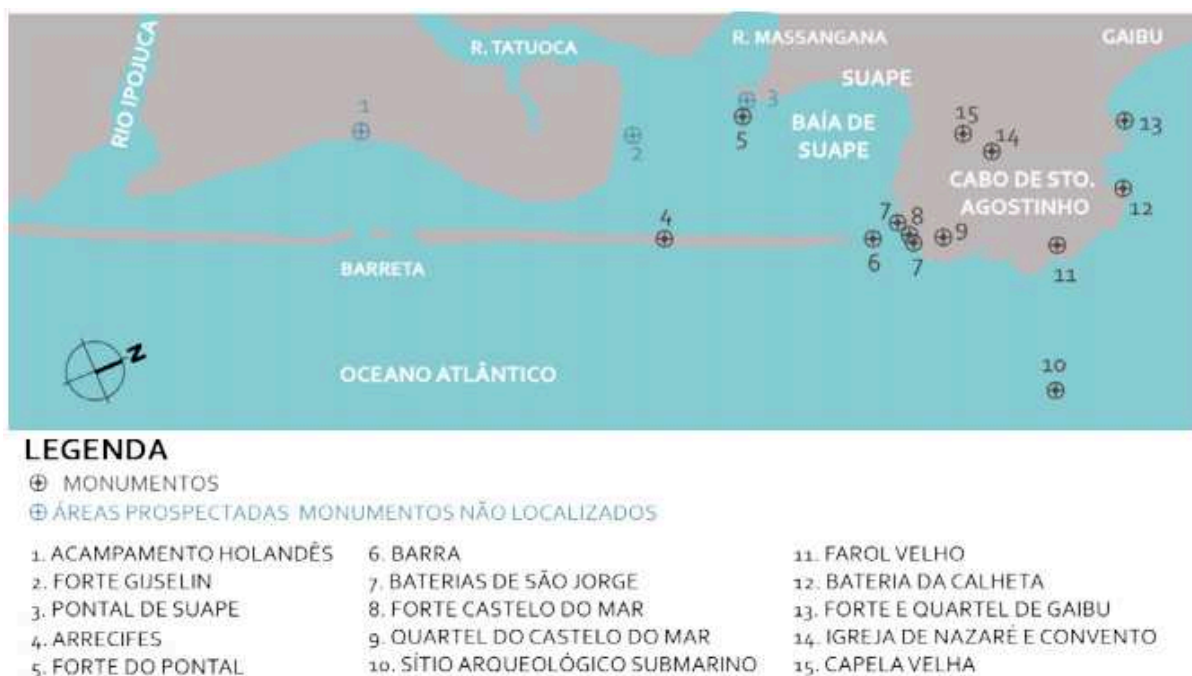 RIO IPOJUCA
R. TATUOCA
R. MASSANGANA
GAIBU
SUAPE
1
2
3
5
BAÍA DE
SUAPE
15
14
13
CABO DE STO.
AGOSTINHO
12
4
7
8
9
6
7
11
BARRETA
10
N
OCEANO ATLÂNTICO
LEGENDA
MONUMENTOS
ÁREAS PROSPECTADAS MONUMENTOS NÃO LOCALIZADOS
1. ACAMPAMENTO HOLANDÊS
2. FORTE GIJSELIN
3. PONTAL DE SUAPE
4. ARRECIFES
5. FORTE DO PONTAL
6. BARRA
7. BATERIAS DE SÃO JORGE
8. FORTE CASTELO DO MAR
9. QUARTEL DO CASTELO DO MAR
10. SÍTIO ARQUEOLÓGICO SUBMARINO
11. FAROL VELHO
12. BATERIA DA CALHETA
13. FORTE E QUARTEL DE GAIBU
14. IGREJA DE NAZARÉ E CONVENTO
15. CAPELA VELHA